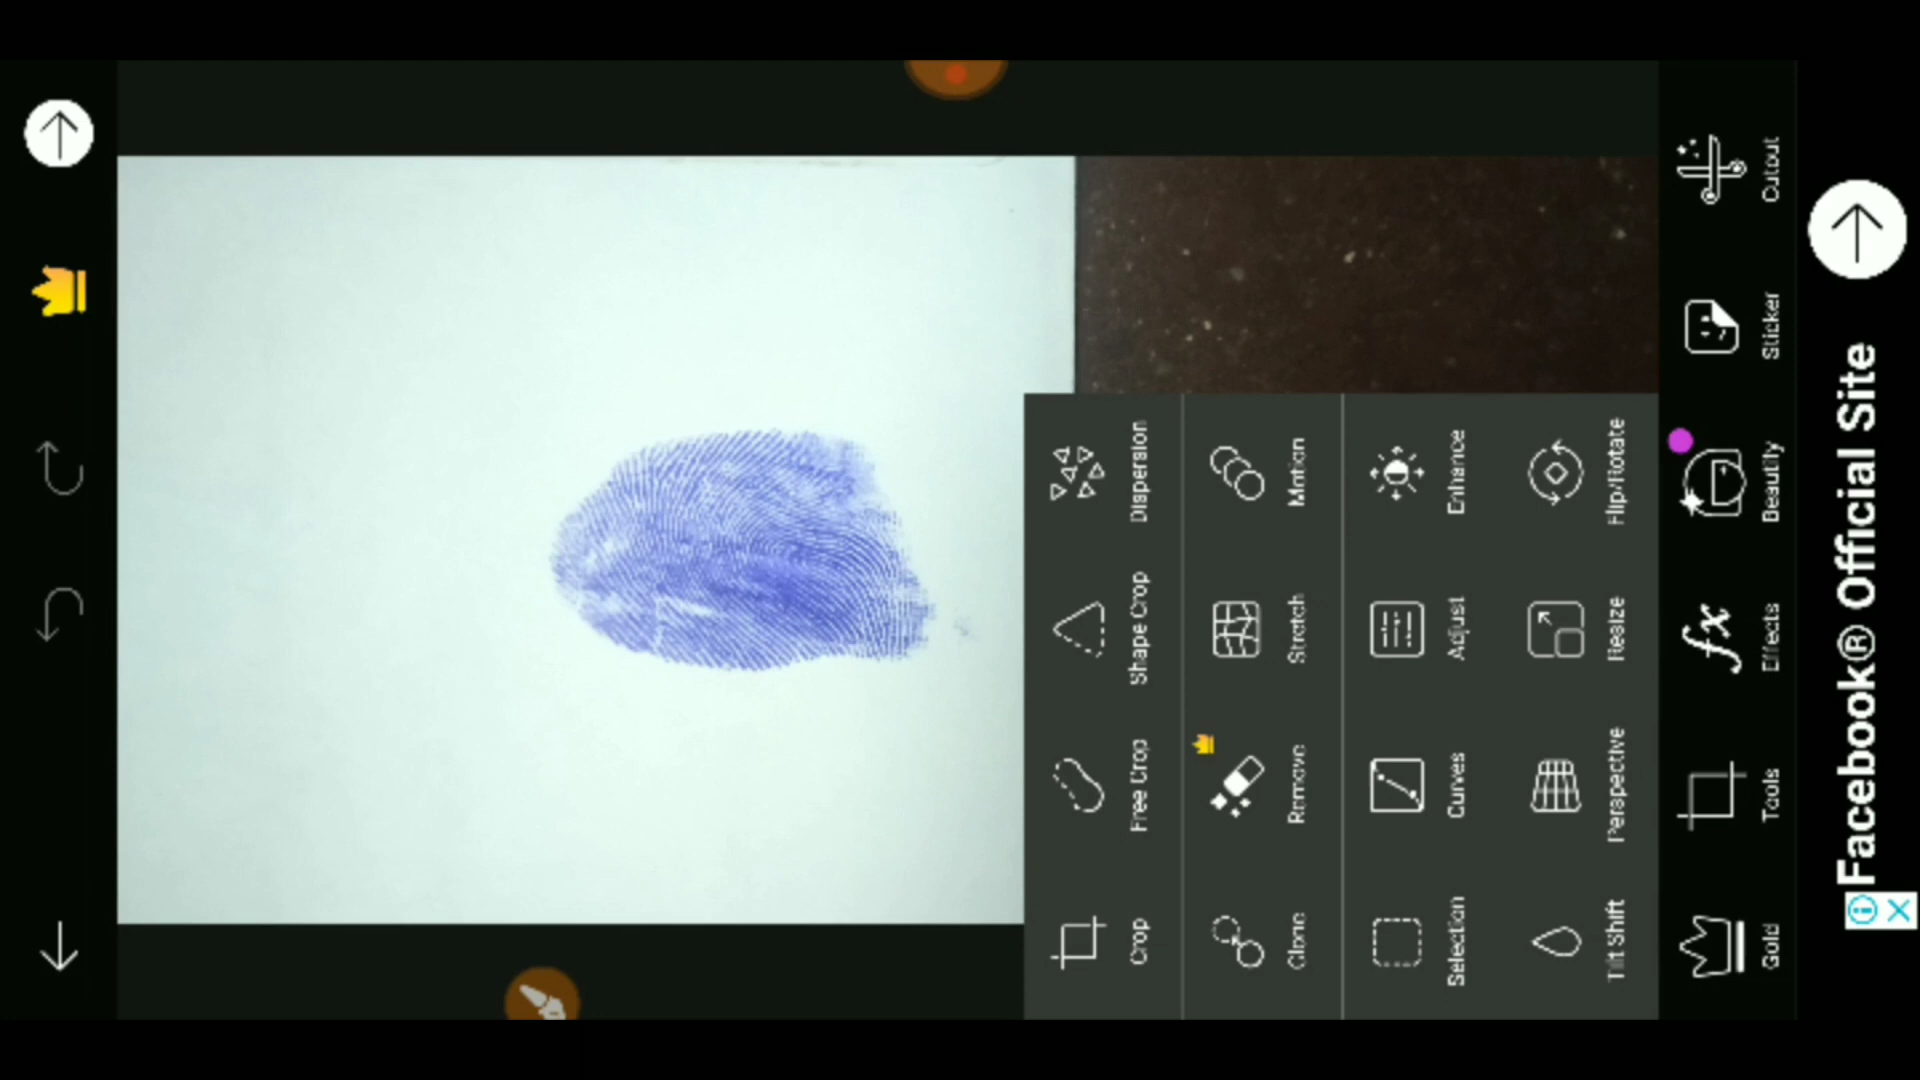 Crop
Free Crop
Shape Crop
Dispersion
Clone
Remove
Stretch
Motion
Selection
Curves
Adjust
Enhance
Tilt Shift
Perspective
Resize
Flip/Rotate
Gold
Tools
Effects
Beautify
Sticker
Cutout
Facebook® Official Site